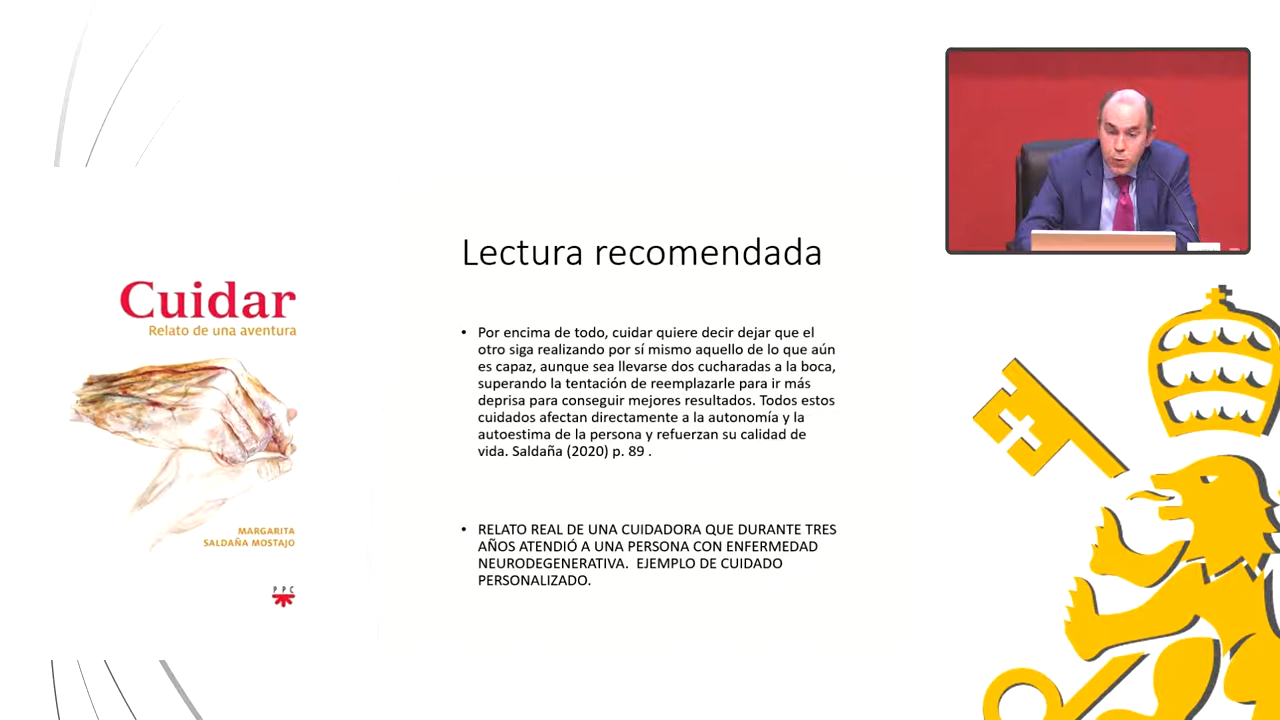 Cuidar
Relato de una aventura
MARGARITA
SALDAÑA MOSTAJO
PPC
Lectura recomendada
• Por encima de todo, cuidar quiere decir dejar que el
otro siga realizando por sí mismo aquello de lo que aún
es capaz, aunque sea llevarse dos cucharadas a la boca,
superando la tentación de reemplazarle para ir más
deprisa para conseguir mejores resultados. Todos estos
cuidados afectan directamente a la autonomía y la
autoestima de la persona y refuerzan su calidad de
vida. Saldaña (2020) p. 89 .
• RELATO REAL DE UNA CUIDADORA QUE DURANTE TRES
AÑOS ATENDIÓ A UNA PERSONA CON ENFERMEDAD
NEURODEGENERATIVA.  EJEMPLO DE CUIDADO
PERSONALIZADO.